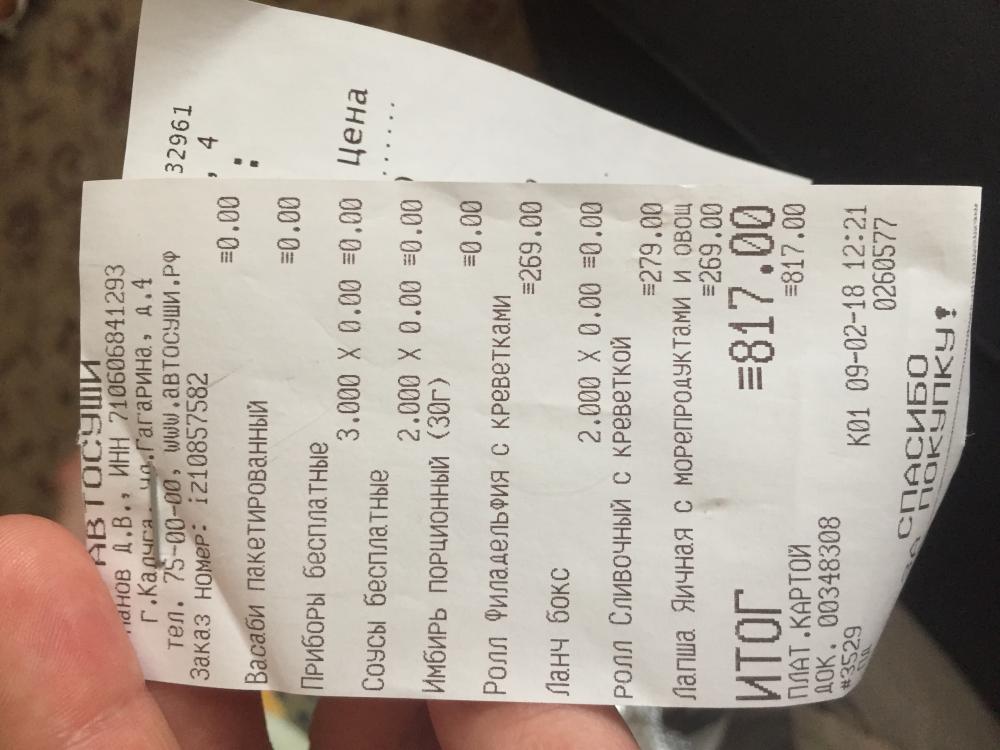 32961
, 4
Цена
АВТОСУШИ
Д.В., ИНН 710606841293
г.Калуга, ул.Гагарина, д.4
тел. 75-00-00, www.автосуши.рф
Заказ номер: iz10857582
≡0.00
Васаби пакетированный
≡0.00
Приборы бесплатные
3.000 X 0.00 ≡0.00
Соусы бесплатные
2.000 X 0.00 ≡0.00
Имбирь порционный (30г)
≡0.00
Ролл Филадельфия с креветками
≡269.00
Ланч бокс
2.000 X 0.00 ≡0.00
Ролл Сливочный с креветкой
≡279.00
Лапша Яичная с морепродуктами и овощ
≡269.00
ИТОГ ≡817.00
ПЛАТ.КАРТОЙ ≡817.00
ДОК. 00348308 К01 09-02-18 12:21
#3529 0260577
СПАСИБО
ЗА ПОКУПКУ!